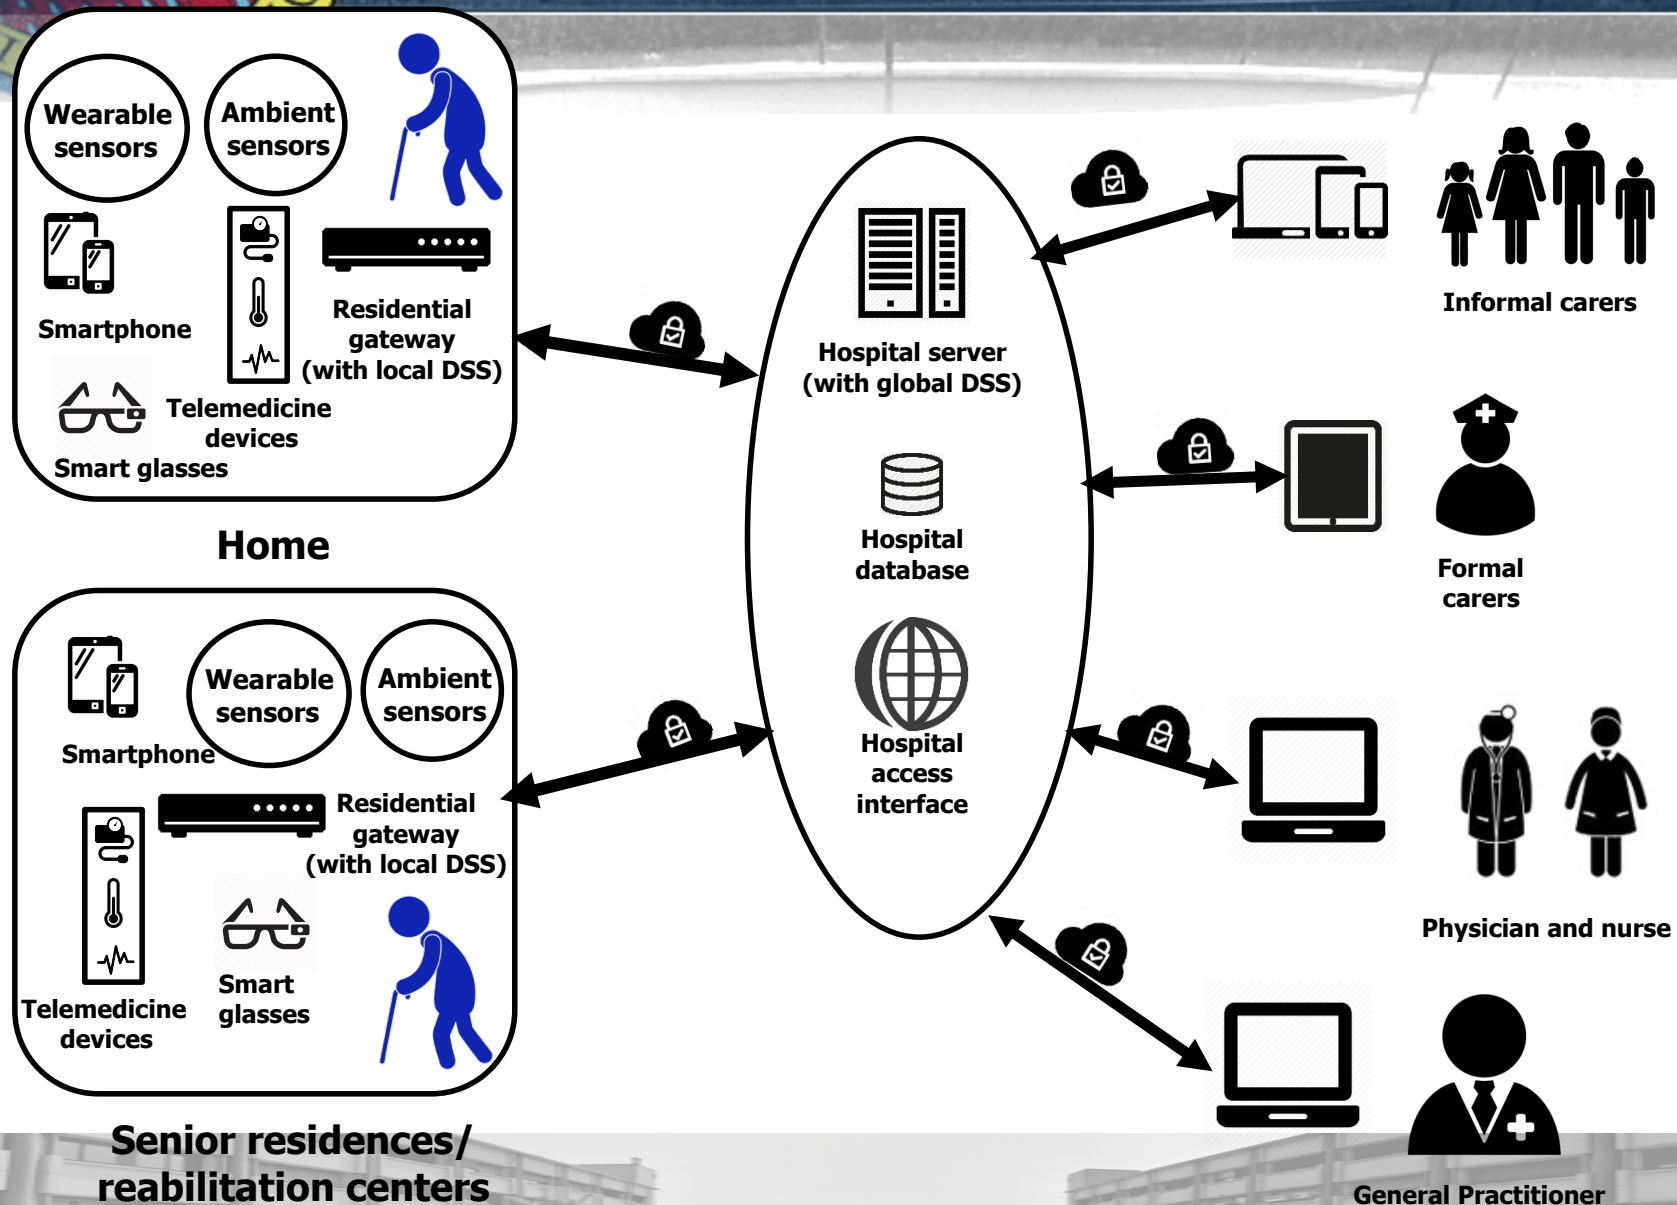 Wearable
sensors
Ambient
sensors
Smartphone
Residential
gateway
(with local DSS)
Telemedicine
devices
Smart glasses
Home
Smartphone
Wearable
sensors
Ambient
sensors
Residential
gateway
(with local DSS)
Telemedicine
devices
Smart
glasses
Senior residences/
reabilitation centers
Hospital server
(with global DSS)
Hospital
database
Hospital
access
interface
Informal carers
Formal
carers
Physician and nurse
General Practitioner